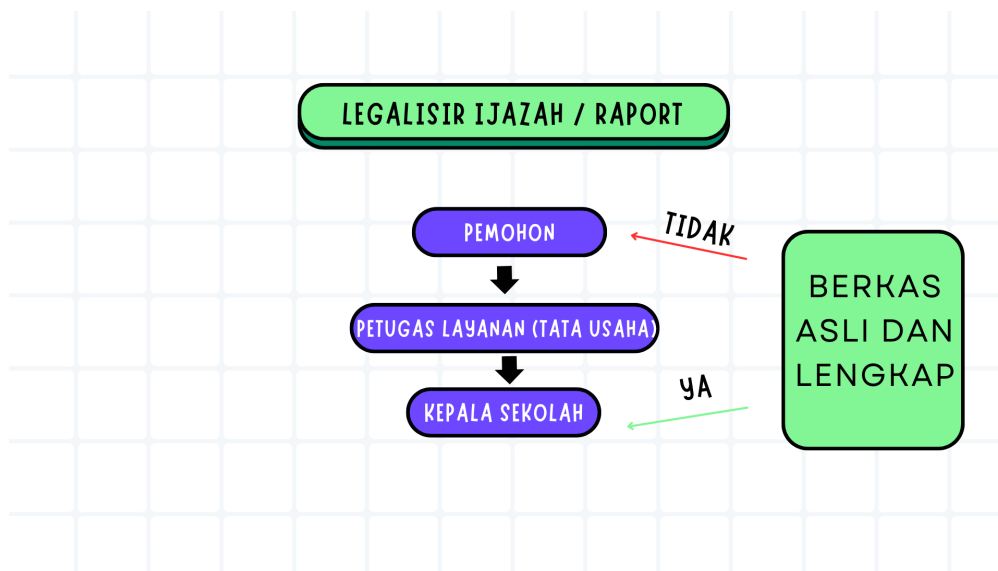 LEGALISIR IJAZAH / RAPORT
PEMOHON
TIDAK
PETUGAS LAYANAN (TATA USAHA)
KEPALA SEKOLAH
YA
BERKAS
ASLI DAN
LENGKAP